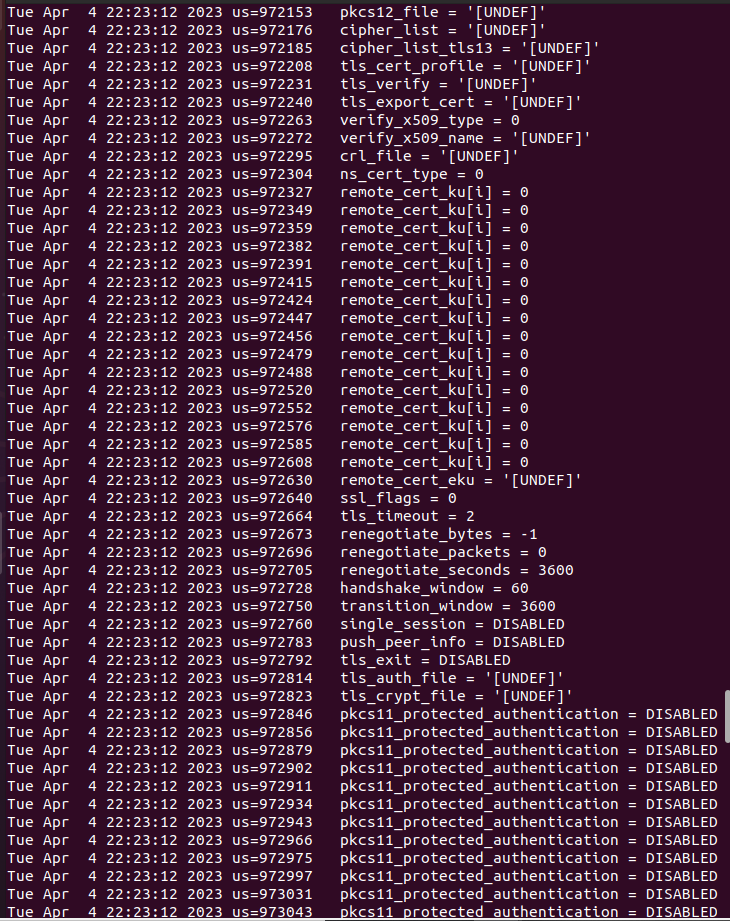 Tue Apr  4 22:23:12 2023 us=972153   pkcs12_file = '[UNDEF]'
Tue Apr  4 22:23:12 2023 us=972176   cipher_list = '[UNDEF]'
Tue Apr  4 22:23:12 2023 us=972185   cipher_list_tls13 = '[UNDEF]'
Tue Apr  4 22:23:12 2023 us=972208   tls_cert_profile = '[UNDEF]'
Tue Apr  4 22:23:12 2023 us=972231   tls_verify = '[UNDEF]'
Tue Apr  4 22:23:12 2023 us=972240   tls_export_cert = '[UNDEF]'
Tue Apr  4 22:23:12 2023 us=972263   verify_x509_type = 0
Tue Apr  4 22:23:12 2023 us=972272   verify_x509_name = '[UNDEF]'
Tue Apr  4 22:23:12 2023 us=972295   crl_file = '[UNDEF]'
Tue Apr  4 22:23:12 2023 us=972304   ns_cert_type = 0
Tue Apr  4 22:23:12 2023 us=972327   remote_cert_ku[i] = 0
Tue Apr  4 22:23:12 2023 us=972349   remote_cert_ku[i] = 0
Tue Apr  4 22:23:12 2023 us=972359   remote_cert_ku[i] = 0
Tue Apr  4 22:23:12 2023 us=972382   remote_cert_ku[i] = 0
Tue Apr  4 22:23:12 2023 us=972391   remote_cert_ku[i] = 0
Tue Apr  4 22:23:12 2023 us=972415   remote_cert_ku[i] = 0
Tue Apr  4 22:23:12 2023 us=972424   remote_cert_ku[i] = 0
Tue Apr  4 22:23:12 2023 us=972447   remote_cert_ku[i] = 0
Tue Apr  4 22:23:12 2023 us=972456   remote_cert_ku[i] = 0
Tue Apr  4 22:23:12 2023 us=972479   remote_cert_ku[i] = 0
Tue Apr  4 22:23:12 2023 us=972488   remote_cert_ku[i] = 0
Tue Apr  4 22:23:12 2023 us=972520   remote_cert_ku[i] = 0
Tue Apr  4 22:23:12 2023 us=972552   remote_cert_ku[i] = 0
Tue Apr  4 22:23:12 2023 us=972576   remote_cert_ku[i] = 0
Tue Apr  4 22:23:12 2023 us=972585   remote_cert_ku[i] = 0
Tue Apr  4 22:23:12 2023 us=972608   remote_cert_ku[i] = 0
Tue Apr  4 22:23:12 2023 us=972630   remote_cert_eku = '[UNDEF]'
Tue Apr  4 22:23:12 2023 us=972640   ssl_flags = 0
Tue Apr  4 22:23:12 2023 us=972664   tls_timeout = 2
Tue Apr  4 22:23:12 2023 us=972673   renegotiate_bytes = -1
Tue Apr  4 22:23:12 2023 us=972696   renegotiate_packets = 0
Tue Apr  4 22:23:12 2023 us=972705   renegotiate_seconds = 3600
Tue Apr  4 22:23:12 2023 us=972728   handshake_window = 60
Tue Apr  4 22:23:12 2023 us=972750   transition_window = 3600
Tue Apr  4 22:23:12 2023 us=972760   single_session = DISABLED
Tue Apr  4 22:23:12 2023 us=972783   push_peer_info = DISABLED
Tue Apr  4 22:23:12 2023 us=972792   tls_exit = DISABLED
Tue Apr  4 22:23:12 2023 us=972814   tls_auth_file = '[UNDEF]'
Tue Apr  4 22:23:12 2023 us=972823   tls_crypt_file = '[UNDEF]'
Tue Apr  4 22:23:12 2023 us=972846   pkcs11_protected_authentication = DISABLED
Tue Apr  4 22:23:12 2023 us=972856   pkcs11_protected_authentication = DISABLED
Tue Apr  4 22:23:12 2023 us=972879   pkcs11_protected_authentication = DISABLED
Tue Apr  4 22:23:12 2023 us=972902   pkcs11_protected_authentication = DISABLED
Tue Apr  4 22:23:12 2023 us=972911   pkcs11_protected_authentication = DISABLED
Tue Apr  4 22:23:12 2023 us=972934   pkcs11_protected_authentication = DISABLED
Tue Apr  4 22:23:12 2023 us=972943   pkcs11_protected_authentication = DISABLED
Tue Apr  4 22:23:12 2023 us=972966   pkcs11_protected_authentication = DISABLED
Tue Apr  4 22:23:12 2023 us=972975   pkcs11_protected_authentication = DISABLED
Tue Apr  4 22:23:12 2023 us=972997   pkcs11_protected_authentication = DISABLED
Tue Apr  4 22:23:12 2023 us=973031   pkcs11_protected_authentication = DISABLED
Tue Apr  4 22:23:12 2023 us=973043   pkcs11_protected_authentication = DISABLED